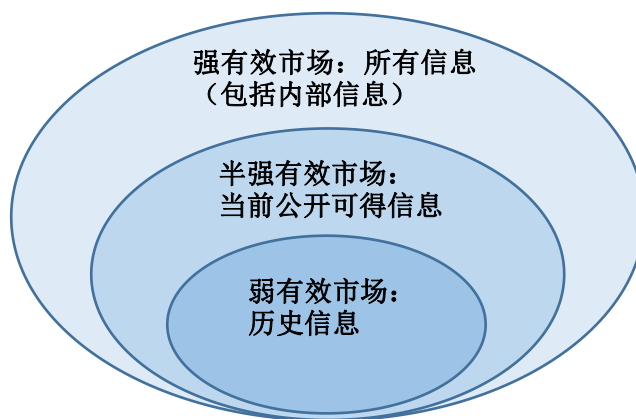 强有效市场：所有信息
（包括内部信息）
半强有效市场：
当前公开可得信息
弱有效市场：
历史信息